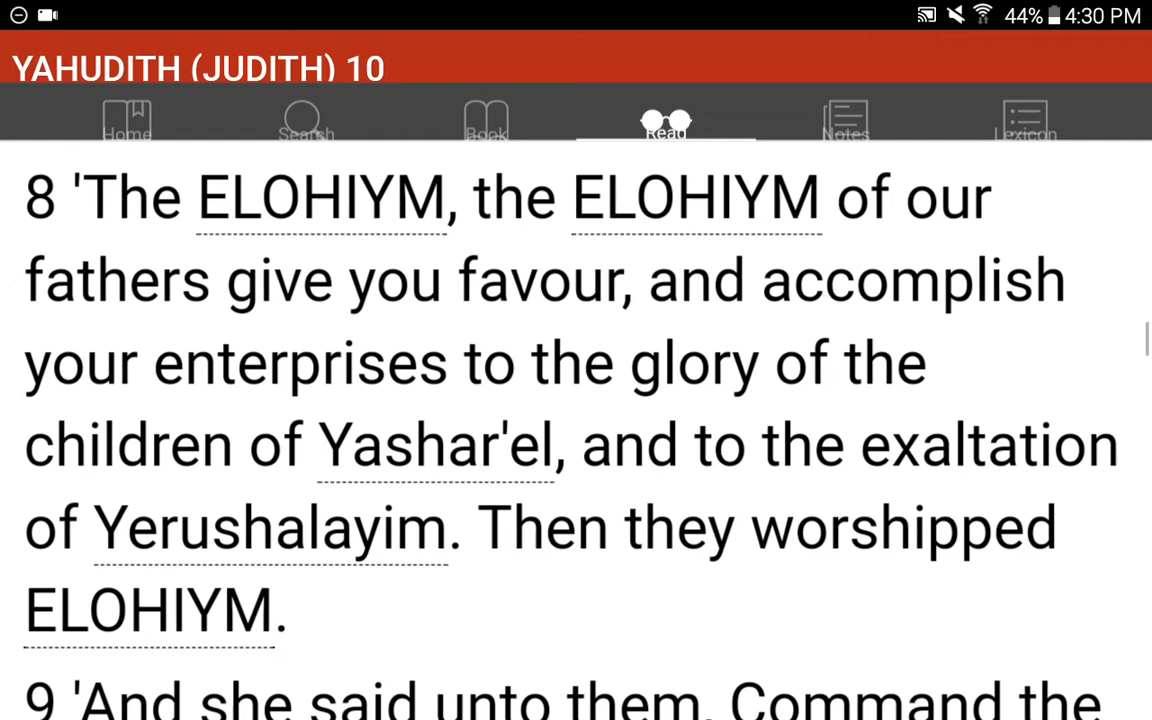 44% 4:30 PM
YAHUDITH (JUDITH) 10
Home Search Book Read Notes Lexicon
8 'The ELOHIYM, the ELOHIYM of our
fathers give you favour, and accomplish
your enterprises to the glory of the
children of Yashar'el, and to the exaltation
of Yerushalayim. Then they worshipped
ELOHIYM.
9 'And she said unto them, Command the